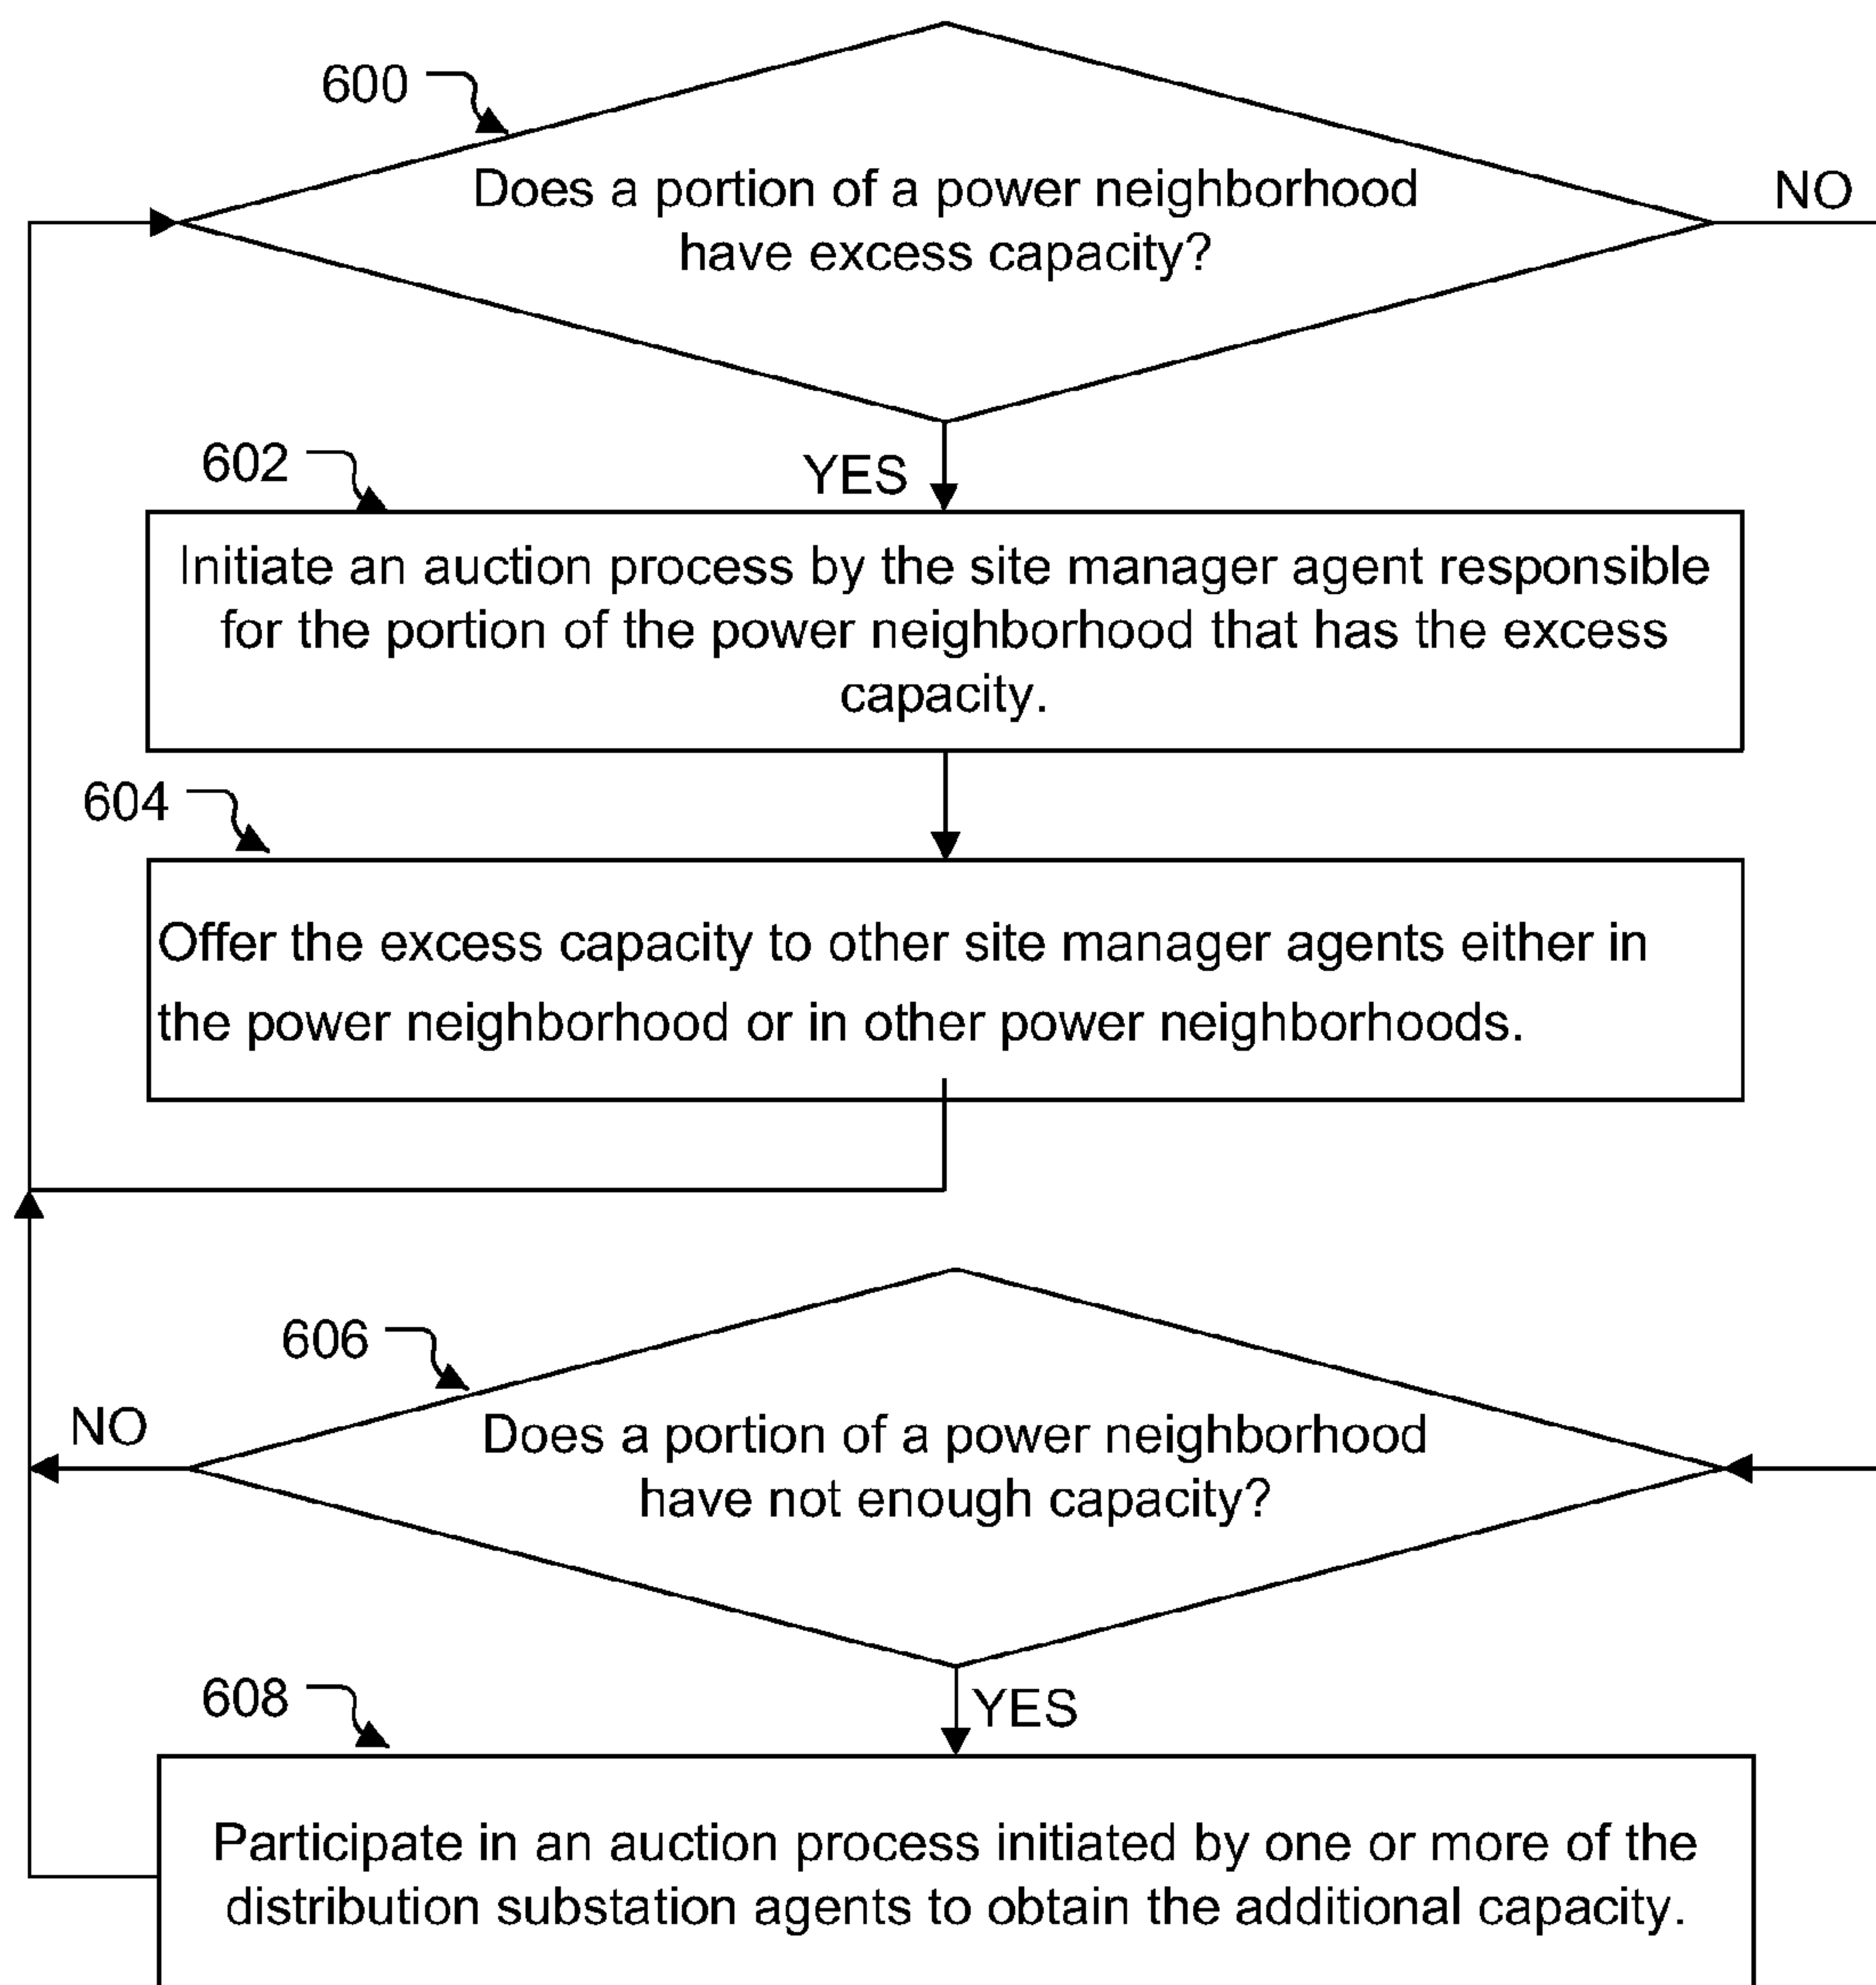 600
Does a portion of a power neighborhood
have excess capacity?
NO
YES
602
Initiate an auction process by the site manager agent responsible
for the portion of the power neighborhood that has the excess
capacity.
604
Offer the excess capacity to other site manager agents either in
the power neighborhood or in other power neighborhoods.
606
NO
Does a portion of a power neighborhood
have not enough capacity?
YES
608
Participate in an auction process initiated by one or more of the
distribution substation agents to obtain the additional capacity.